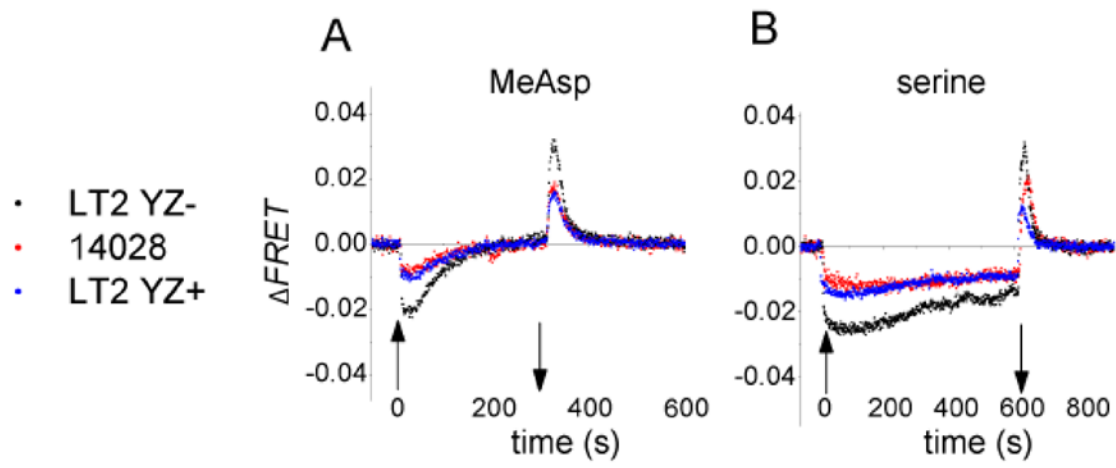 LT2 YZ-
14028
LT2 YZ+
A
MeAsp
ΔFRET
0.04
0.02
0.00
-0.02
-0.04
0 200 400 600
time (s)
B
serine
0.04
0.02
0.00
-0.02
-0.04
0 200 400 600 800
time (s)